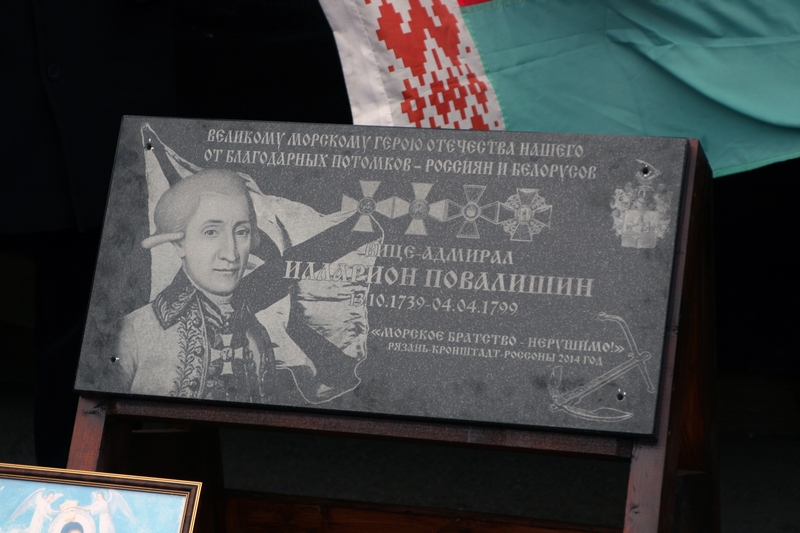 ВЕЛИКОМУ МОРСКОМУ ГЕРОЮ ОТЕЧЕСТВА НАШЕГО
ОТ БЛАГОДАРНЫХ ПОТОМКОВ – РОССИЯН И БЕЛОРУСОВ
ВИЦЕ-АДМИРАЛ
ИЛЛАРИОН ПОВАЛИШИН
13.10.1739-04.04.1799
«МОРСКОЕ БРАТСТВО - НЕРУШИМО!»
РЯЗАНЬ-КРОНШТАДТ-РОССОНЫ 2014 ГОД